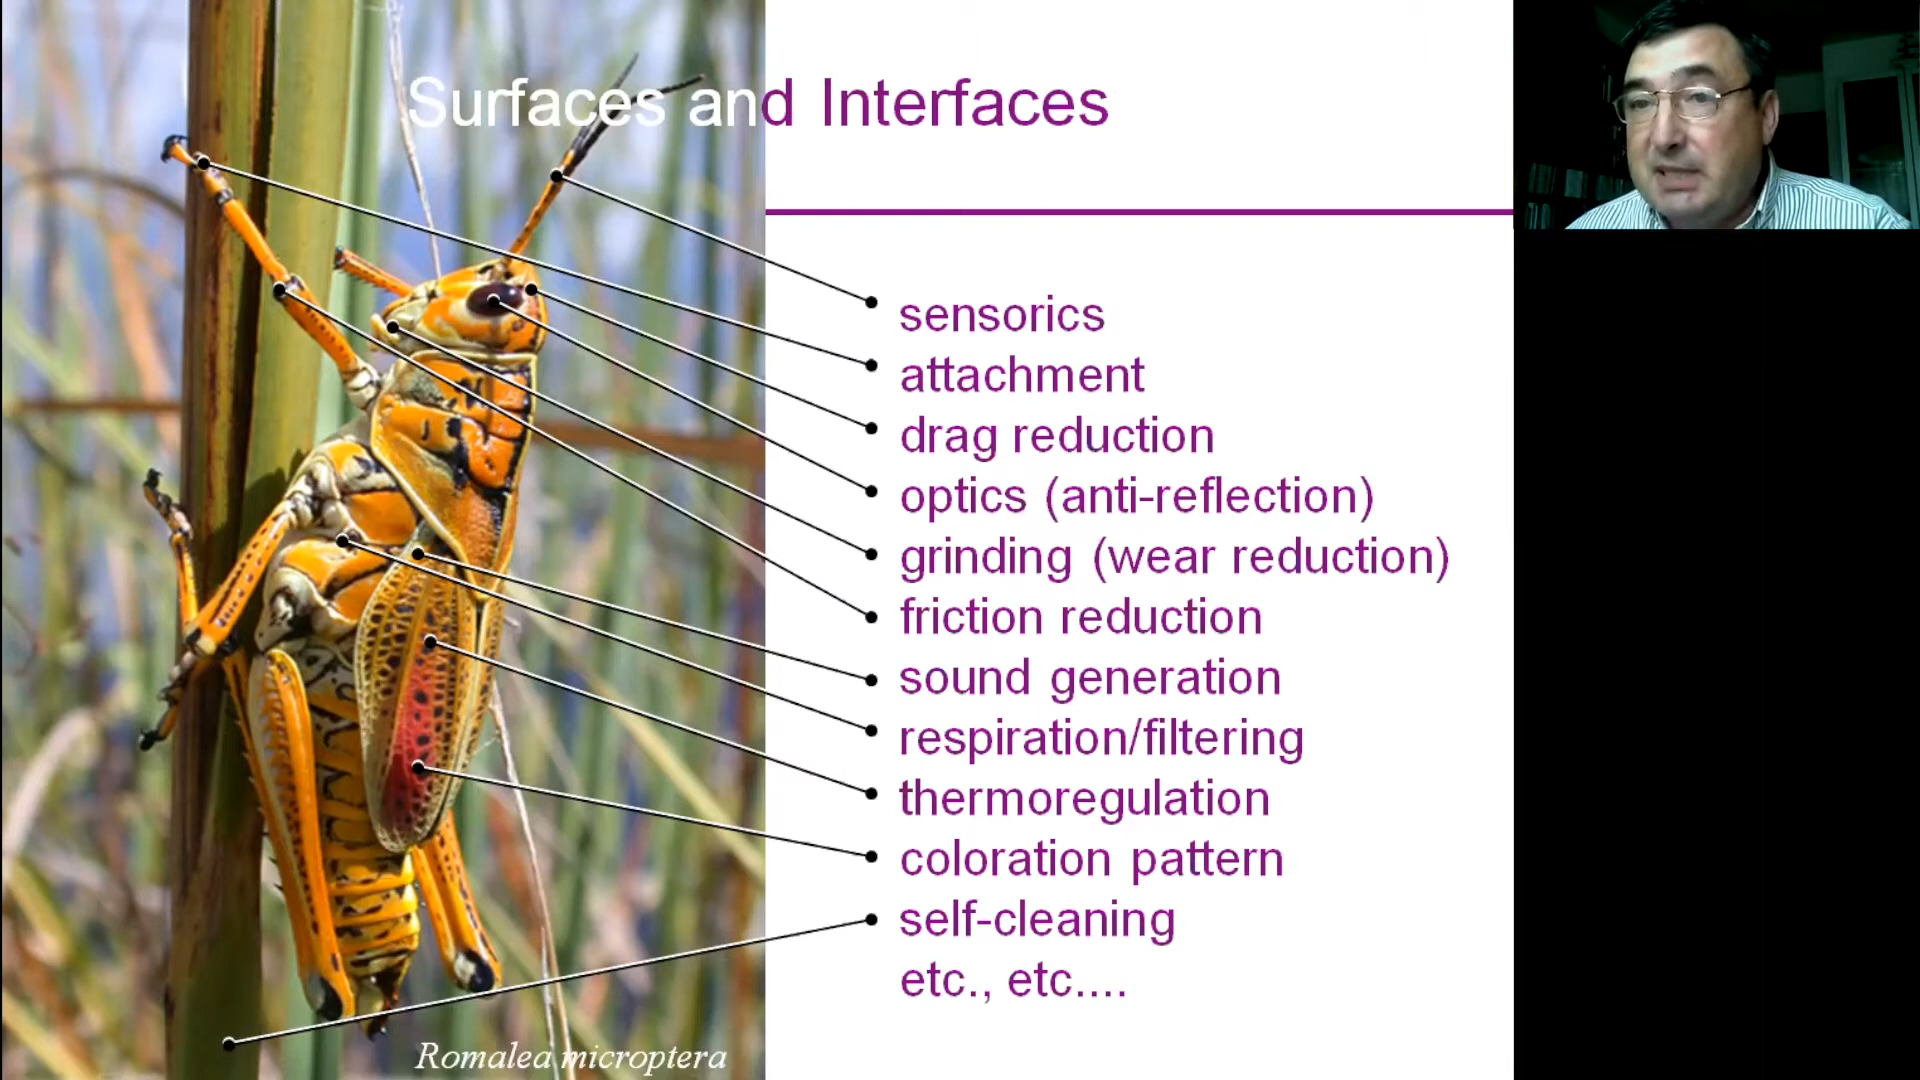 Surfaces and Interfaces
sensorics
attachment
drag reduction
optics (anti-reflection)
grinding (wear reduction)
friction reduction
sound generation
respiration/filtering
thermoregulation
coloration pattern
self-cleaning
etc., etc....
Romalea microptera